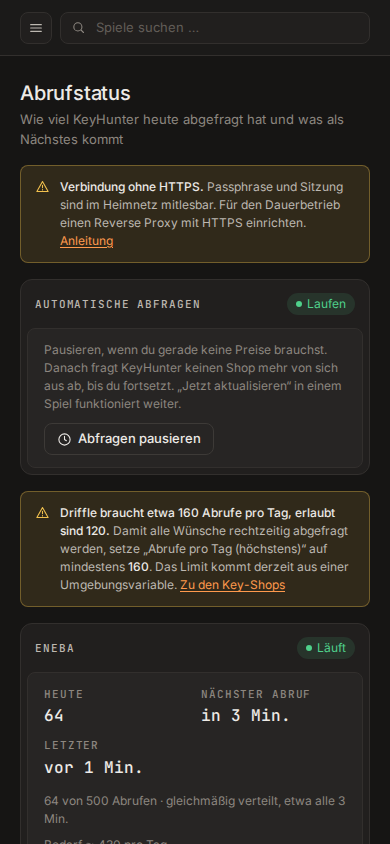 Spiele suchen ...
Abrufstatus
Wie viel KeyHunter heute abgefragt hat und was als
Nächstes kommt
Verbindung ohne HTTPS. Passphrase und Sitzung
sind im Heimnetz mitlesbar. Für den Dauerbetrieb
einen Reverse Proxy mit HTTPS einrichten.
Anleitung
AUTOMATISCHE ABFRAGEN
Laufen
Pausieren, wenn du gerade keine Preise brauchst.
Danach fragt KeyHunter keinen Shop mehr von sich
aus ab, bis du fortsetzt. „Jetzt aktualisieren“ in einem
Spiel funktioniert weiter.
Abfragen pausieren
Driffle braucht etwa 160 Abrufe pro Tag, erlaubt
sind 120. Damit alle Wünsche rechtzeitig abgefragt
werden, setze „Abrufe pro Tag (höchstens)“ auf
mindestens 160. Das Limit kommt derzeit aus einer
Umgebungsvariable. Zu den Key-Shops
ENEBA
Läuft
HEUTE
64
NÄCHSTER ABRUF
in 3 Min.
LETZTER
vor 1 Min.
64 von 500 Abrufen · gleichmäßig verteilt, etwa alle 3
Min.